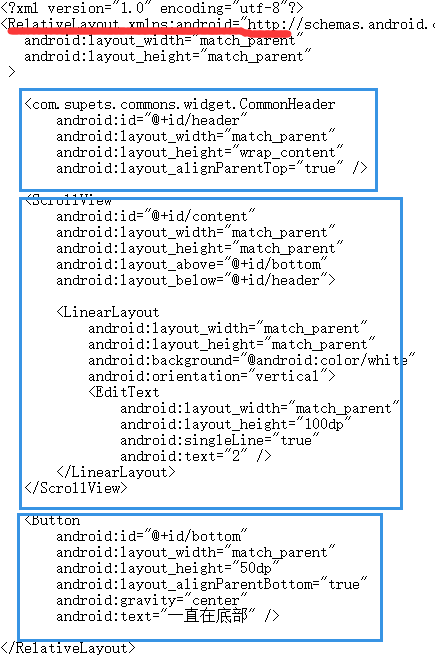 <?xml version="1.0" encoding="utf-8"?>
<RelativeLayout xmlns:android="http://schemas.android.
    android:layout_width="match_parent"
    android:layout_height="match_parent"
 >
    <com.supets.commons.widget.CommonHeader
        android:id="@+id/header"
        android:layout_width="match_parent"
        android:layout_height="wrap_content"
        android:layout_alignParentTop="true" />
    <ScrollView
        android:id="@+id/content"
        android:layout_width="match_parent"
        android:layout_height="match_parent"
        android:layout_above="@+id/bottom"
        android:layout_below="@+id/header">
        <LinearLayout
            android:layout_width="match_parent"
            android:layout_height="match_parent"
            android:background="@android:color/white"
            android:orientation="vertical">
            <EditText
                android:layout_width="match_parent"
                android:layout_height="100dp"
                android:singleLine="true"
                android:text="2" />
        </LinearLayout>
    </ScrollView>
    <Button
        android:id="@+id/bottom"
        android:layout_width="match_parent"
        android:layout_height="50dp"
        android:layout_alignParentBottom="true"
        android:gravity="center"
        android:text="一直在底部" />
</RelativeLayout>